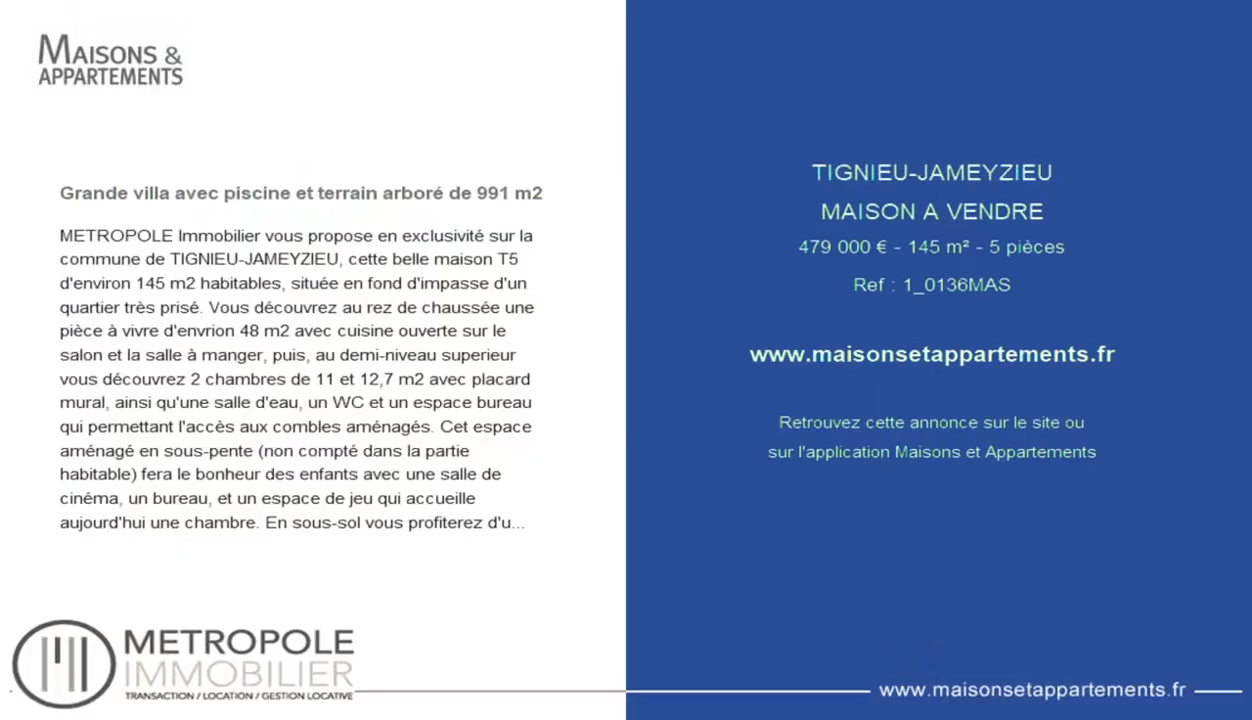 MAISONS &
APPARTEMENTS
Grande villa avec piscine et terrain arboré de 991 m2
METROPOLE Immobilier vous propose en exclusivité sur la
commune de TIGNIEU-JAMEYZIEU, cette belle maison T5
d'environ 145 m2 habitables, située en fond d'impasse d'un
quartier très prisé. Vous découvrez au rez de chaussée une
pièce à vivre d'envrion 48 m2 avec cuisine ouverte sur le
salon et la salle à manger, puis, au demi-niveau superieur
vous découvrez 2 chambres de 11 et 12,7 m2 avec placard
mural, ainsi qu'une salle d'eau, un WC et un espace bureau
qui permettant l'accès aux combles aménagés. Cet espace
aménagé en sous-pente (non compté dans la partie
habitable) fera le bonheur des enfants avec une salle de
cinéma, un bureau, et un espace de jeu qui accueille
aujourd'hui une chambre. En sous-sol vous profiterez d'u...
METROPOLE
IMMOBILIER
TRANSACTION / LOCATION / GESTION LOCATIVE
TIGNIEU-JAMEYZIEU
MAISON A VENDRE
479 000 € - 145 m² - 5 pièces
Ref : 1_0136MAS
www.maisonsetappartements.fr
Retrouvez cette annonce sur le site ou
sur l'application Maisons et Appartements
www.maisonsetappartements.fr